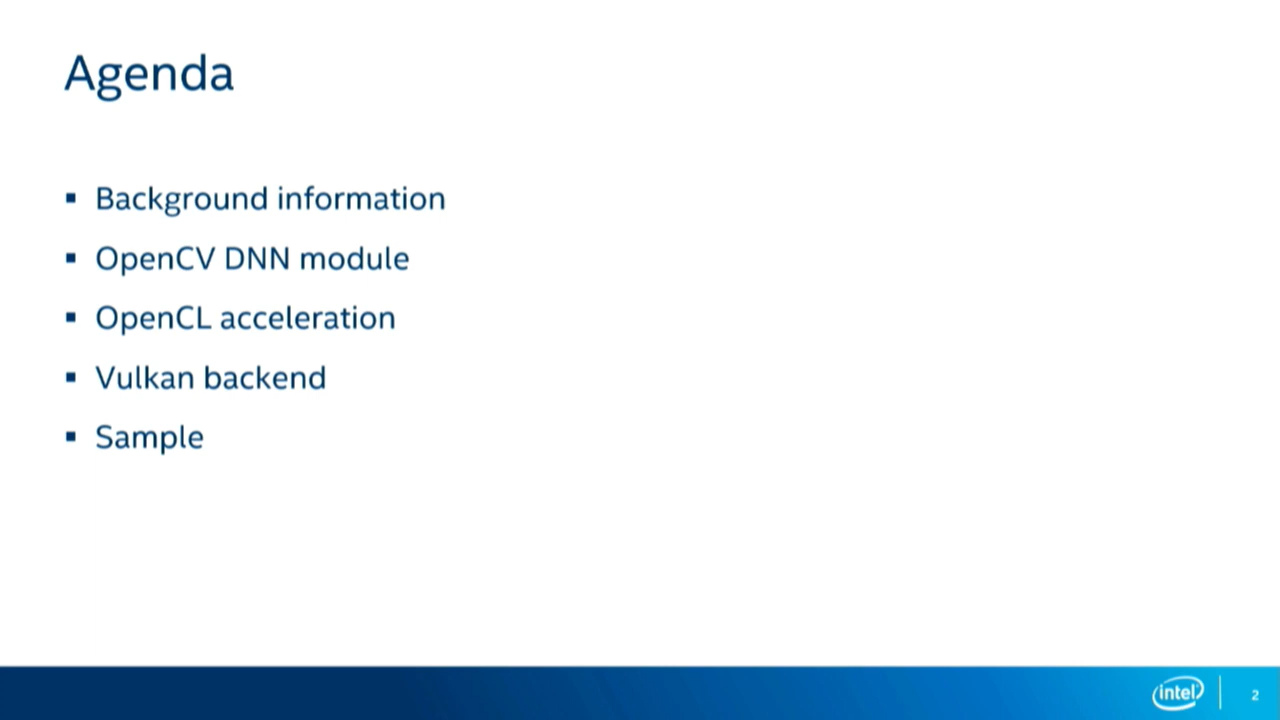 Agenda
▪ Background information
▪ OpenCV DNN module
▪ OpenCL acceleration
▪ Vulkan backend
▪ Sample
intel
2